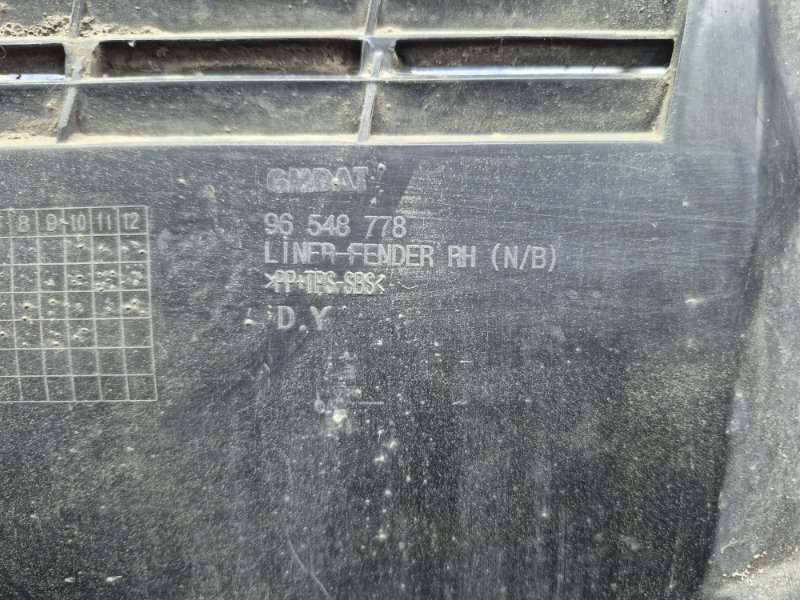 GMDAT
96 548 778
LINER-FENDER RH (N/B)
>PP+TPS-SBS<
D.Y
8 9 10 11 12